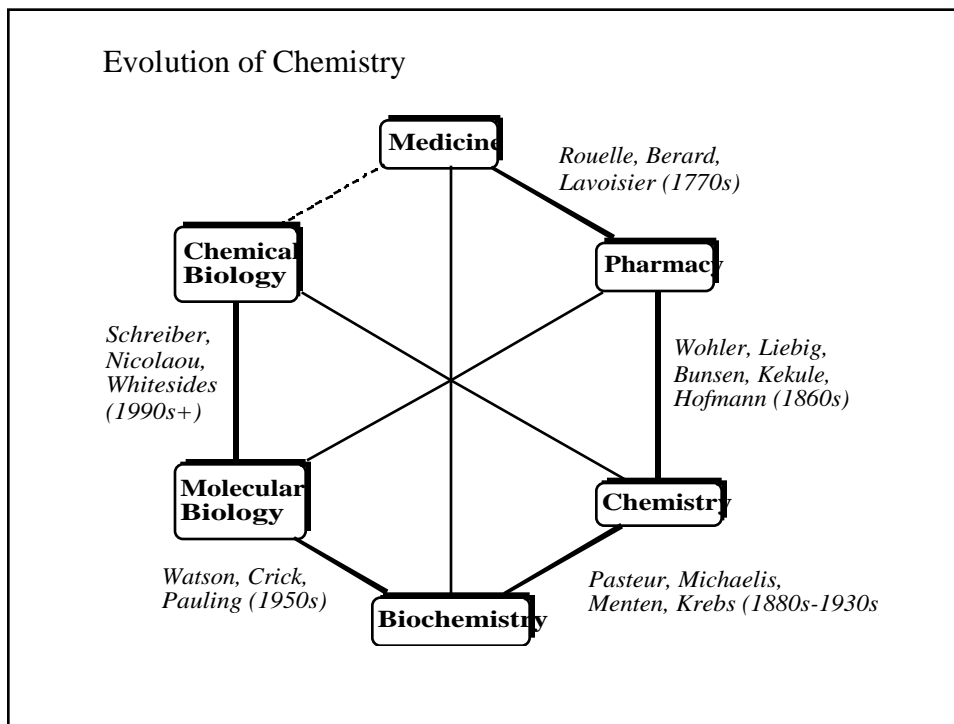 Evolution of Chemistry
Medicine
Rouelle, Berard,
Lavoisier (1770s)
Pharmacy
Wohler, Liebig,
Bunsen, Kekule,
Hofmann (1860s)
Chemistry
Pasteur, Michaelis,
Menten, Krebs (1880s-1930s
Biochemistry
Watson, Crick,
Pauling (1950s)
Molecular
Biology
Schreiber,
Nicolaou,
Whitesides
(1990s+)
Chemical
Biology